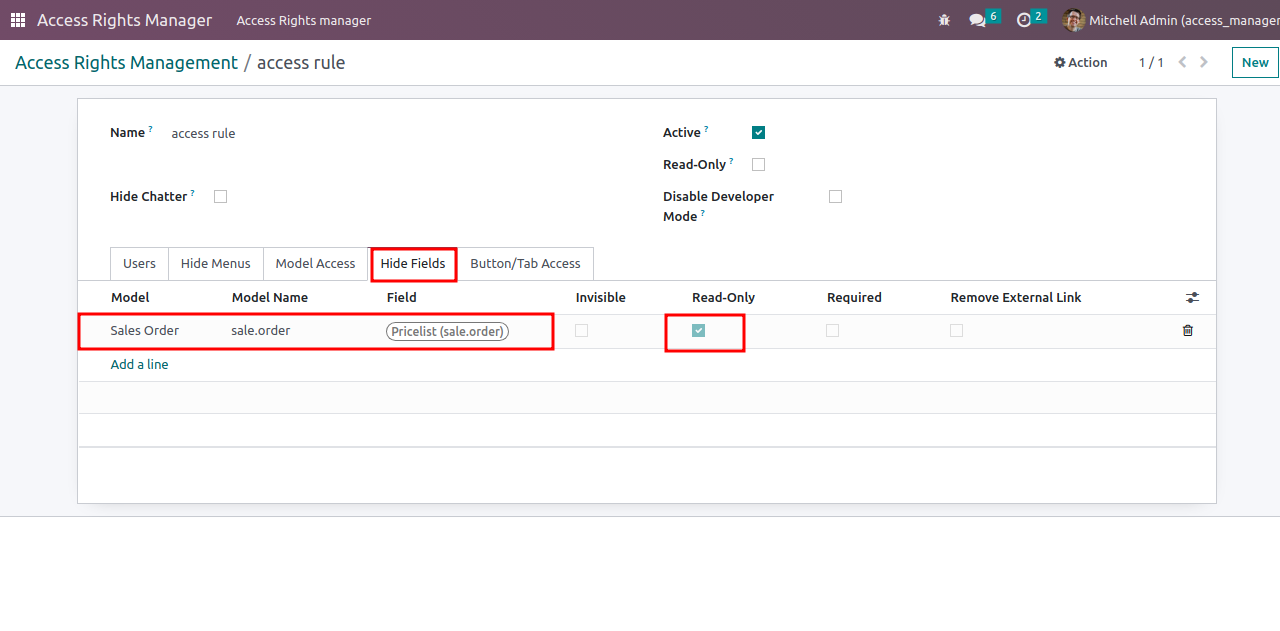 Access Rights Manager Access Rights manager 6 2 Mitchell Admin (access_manager
Access Rights Management / access rule Action 1 / 1 New
Name ? access rule Active ?
Read-Only ?
Hide Chatter ? Disable Developer
Mode ?
Users Hide Menus Model Access Hide Fields Button/Tab Access
Model Model Name Field Invisible Read-Only Required Remove External Link
Sales Order sale.order Pricelist (sale.order)
Add a line